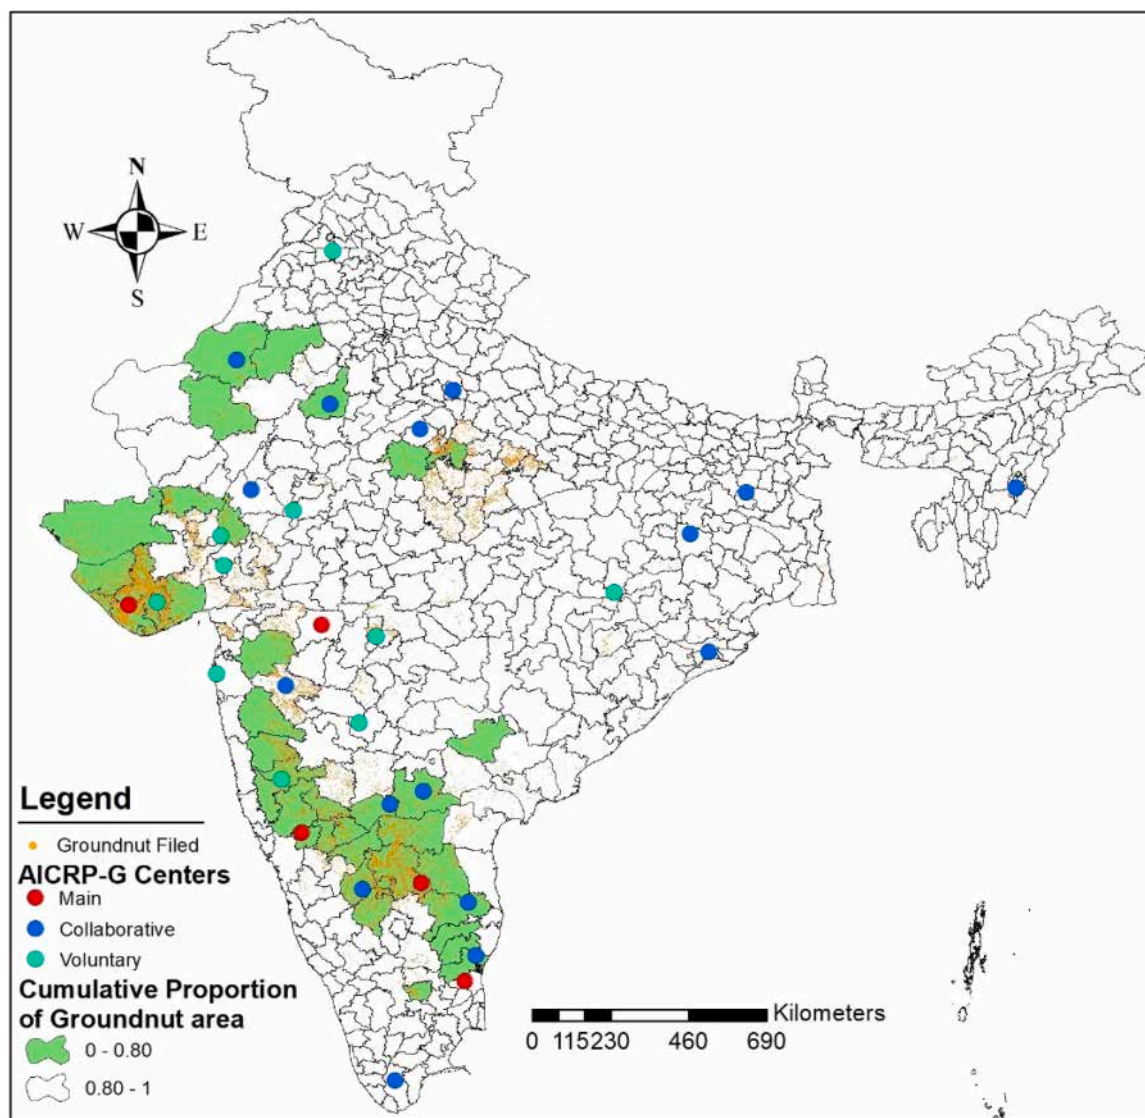 N
W E
S
Legend
Groundnut Filed
AICRP-G Centers
Main
Collaborative
Voluntary
Cumulative Proportion
of Groundnut area
0 - 0.80
0.80 - 1
Kilometers
0 115230 460 690